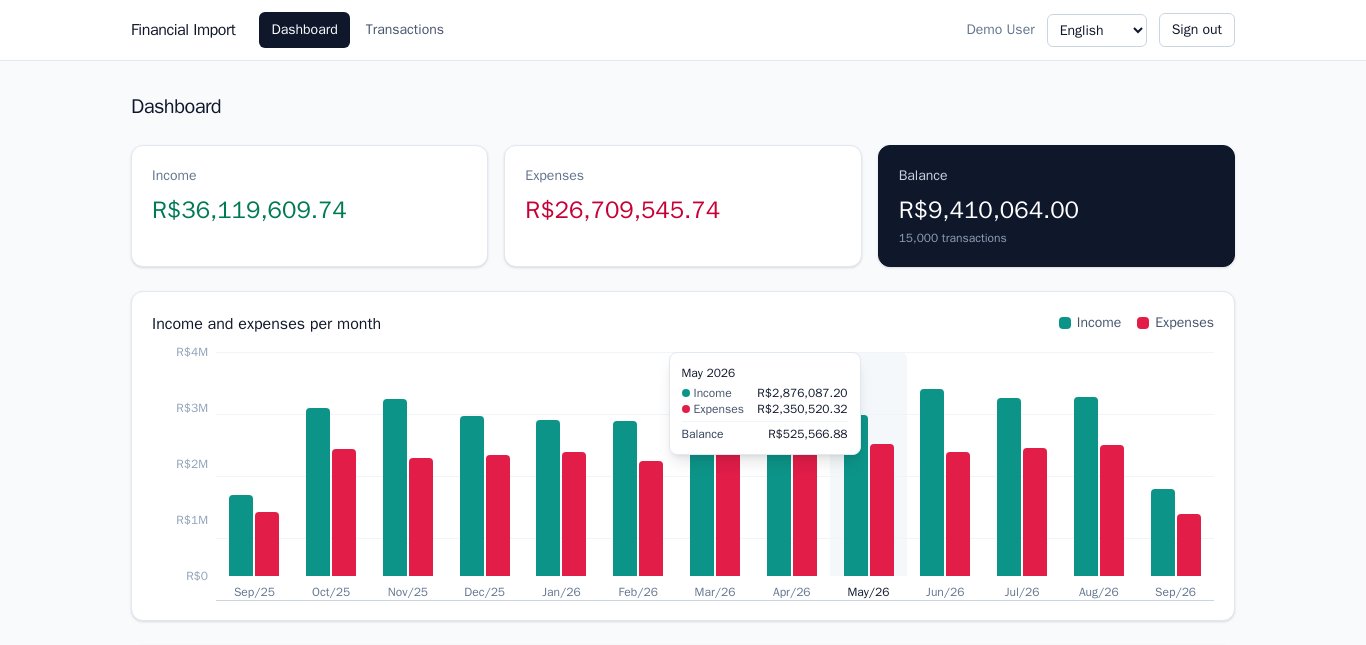 Financial Import Dashboard Transactions Demo User English Sign out
Dashboard
Income
R$36,119,609.74
Expenses
R$26,709,545.74
Balance
R$9,410,064.00
15,000 transactions
Income and expenses per month
Income Expenses
R$4M
R$3M
R$2M
R$1M
R$0
May 2026
Income R$2,876,087.20
Expenses R$2,350,520.32
Balance R$525,566.88
Sep/25 Oct/25 Nov/25 Dec/25 Jan/26 Feb/26 Mar/26 Apr/26 May/26 Jun/26 Jul/26 Aug/26 Sep/26